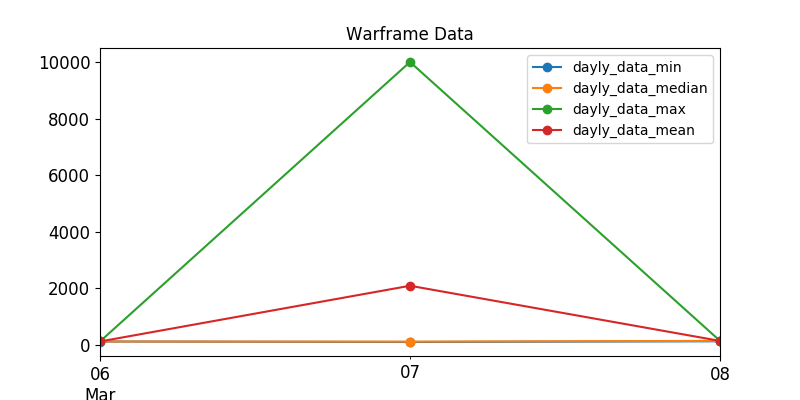 Warframe Data
10000
8000
6000
4000
2000
0
dayly_data_min
dayly_data_median
dayly_data_max
dayly_data_mean
06
07
08
Mar